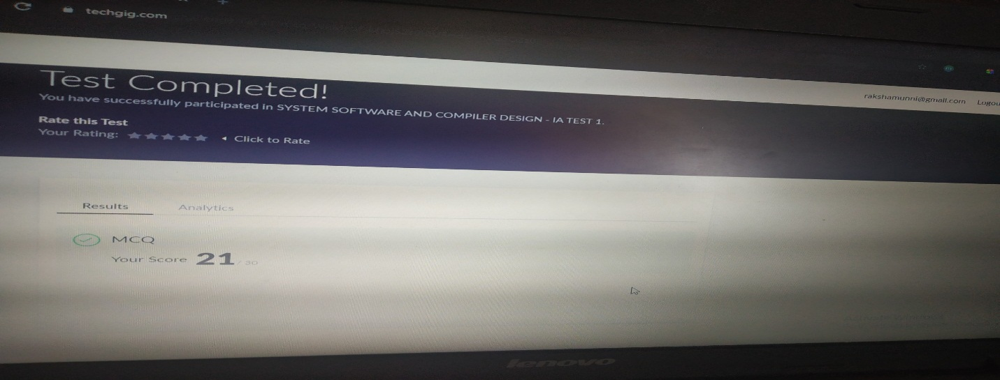 techgig.com
rakshamunni@gmail.com Logou
Test Completed!
You have successfully participated in SYSTEM SOFTWARE AND COMPILER DESIGN - IA TEST 1.
Rate this Test
Your Rating: Click to Rate
Results Analytics
MCQ
Your Score 21 / 30
lenovo